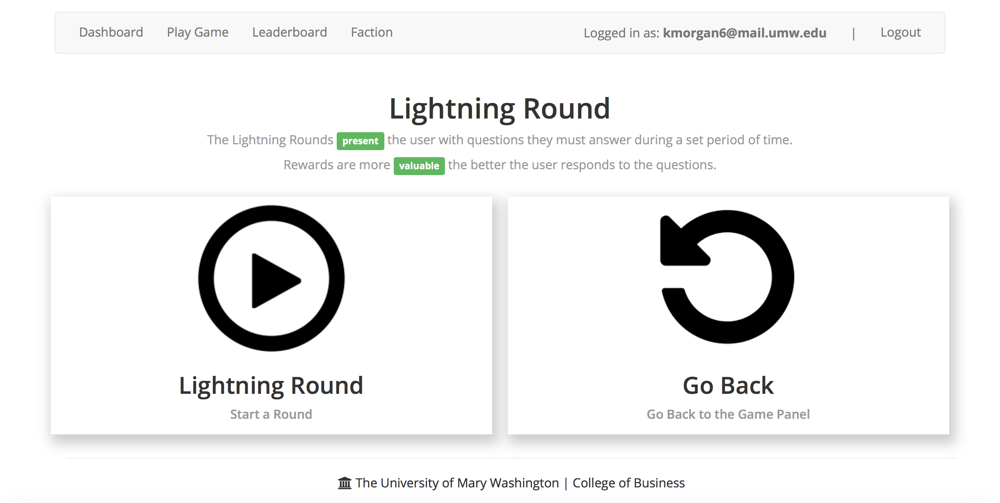 Dashboard Play Game Leaderboard Faction Logged in as: kmorgan6@mail.umw.edu | Logout
Lightning Round
The Lightning Rounds present the user with questions they must answer during a set period of time.
Rewards are more valuable the better the user responds to the questions.
Lightning Round
Start a Round
Go Back
Go Back to the Game Panel
The University of Mary Washington | College of Business